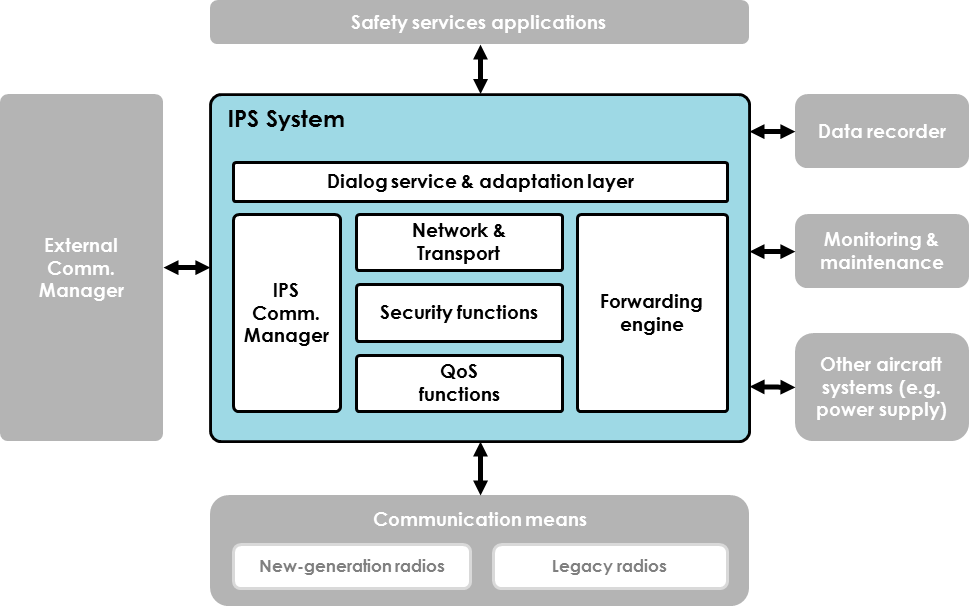 Safety services applications
IPS System
Data recorder
Dialog service & adaptation layer
External
Comm.
Manager
IPS
Comm.
Manager
Network &
Transport
Security functions
QoS
functions
Forwarding
engine
Monitoring &
maintenance
Other aircraft
systems (e.g.
power supply)
Communication means
New-generation radios
Legacy radios